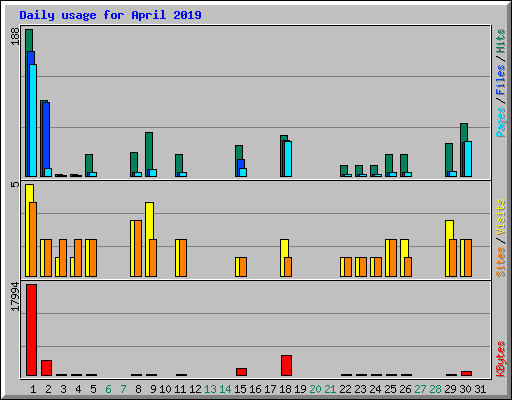 Daily usage for April 2019
188
Pages / Files / Hits
5
Sites / Visits
17994
KBytes
1 2 3 4 5 6 7 8 9 10 11 12 13 14 15 16 17 18 19 20 21 22 23 24 25 26 27 28 29 30 31